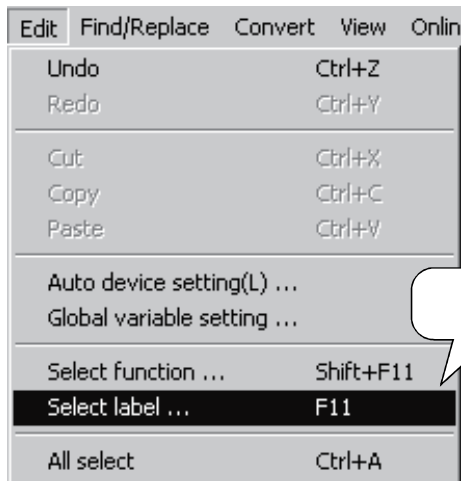 Edit Find/Replace Convert View Onlin
Undo Ctrl+Z
Redo Ctrl+Y
Cut Ctrl+X
Copy Ctrl+C
Paste Ctrl+V
Auto device setting(L) ...
Global variable setting ...
Select function ... Shift+F11
Select label ... F11
All select Ctrl+A